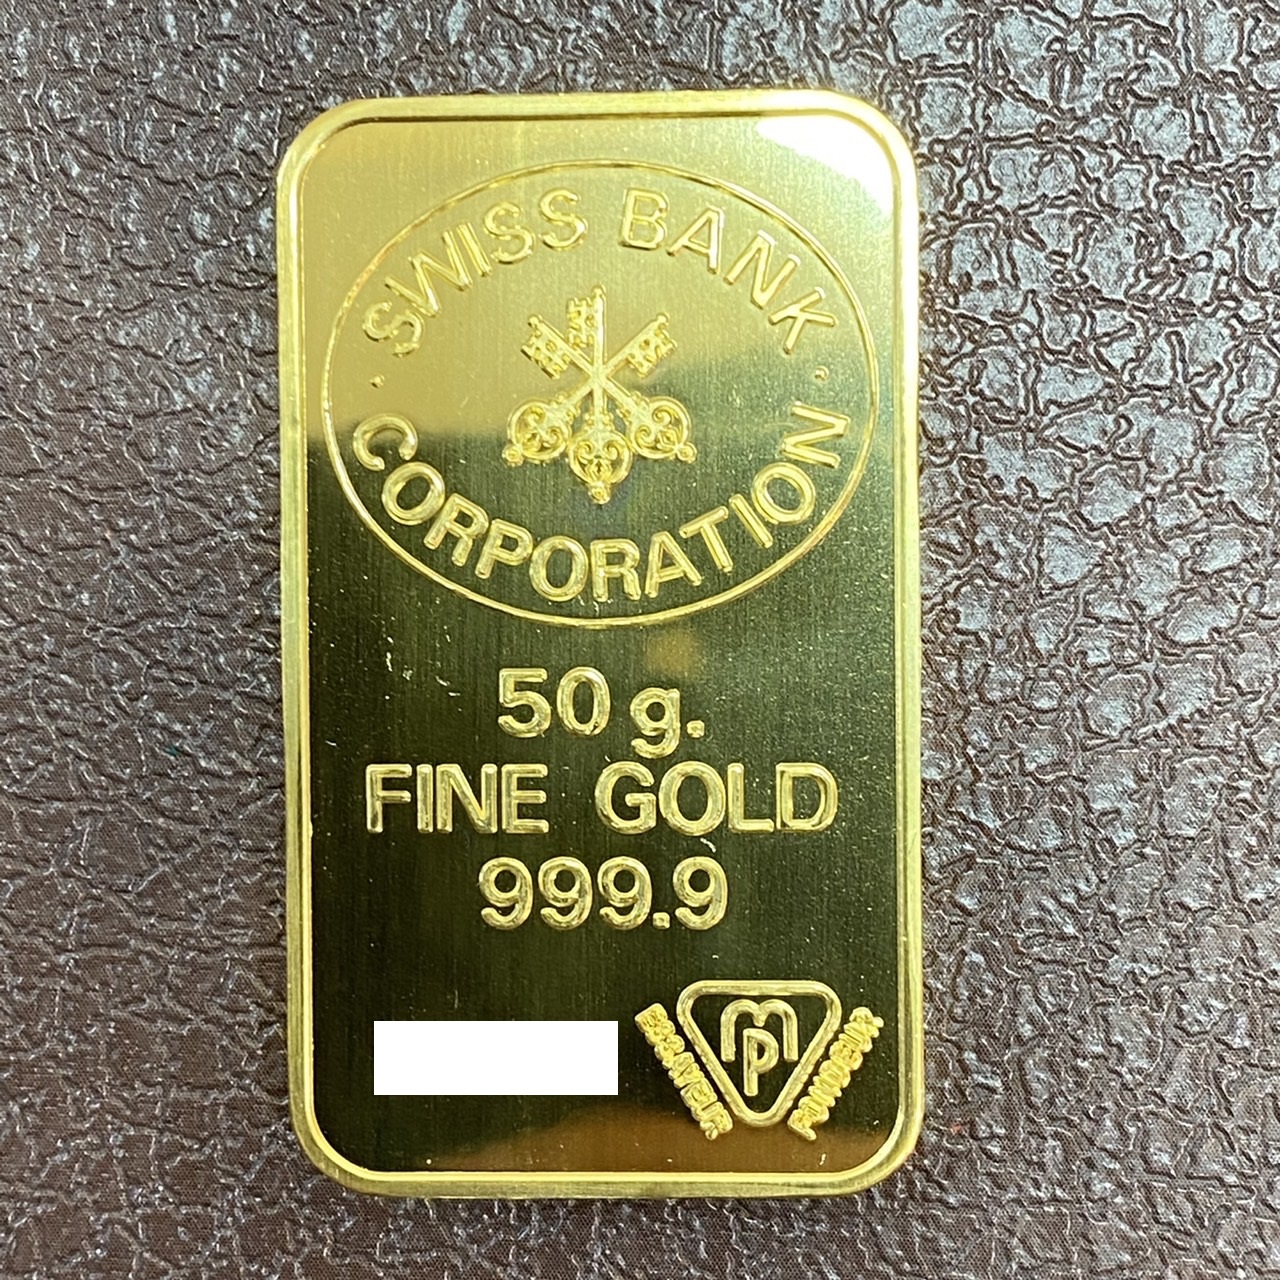 SWISS BANK
CORPORATION
50 g.
FINE GOLD
999.9
ESSAYEUR
MP
FONDEUR